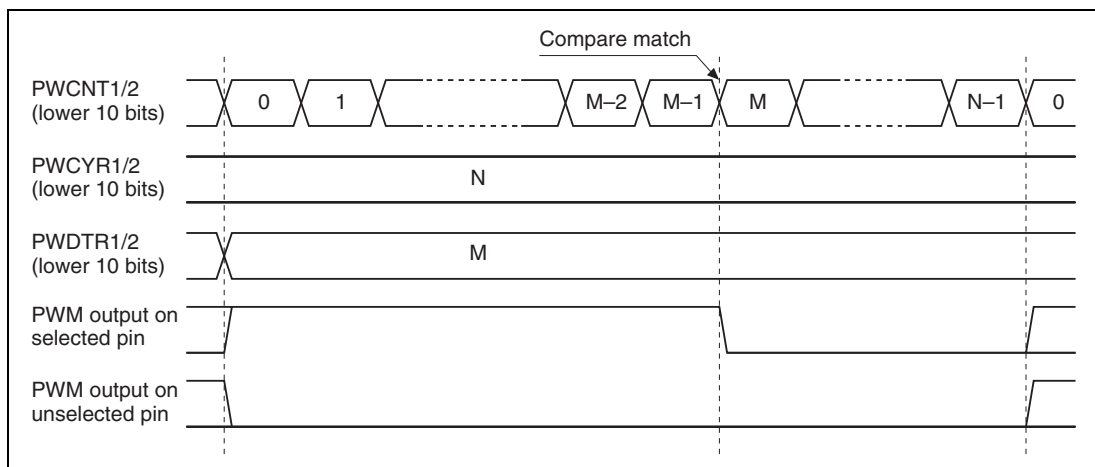 Compare match
PWCNT1/2
(lower 10 bits)
0 1 M–2 M–1 M N–1 0
PWCYR1/2
(lower 10 bits)
N
PWDTR1/2
(lower 10 bits)
M
PWM output on
selected pin
PWM output on
unselected pin